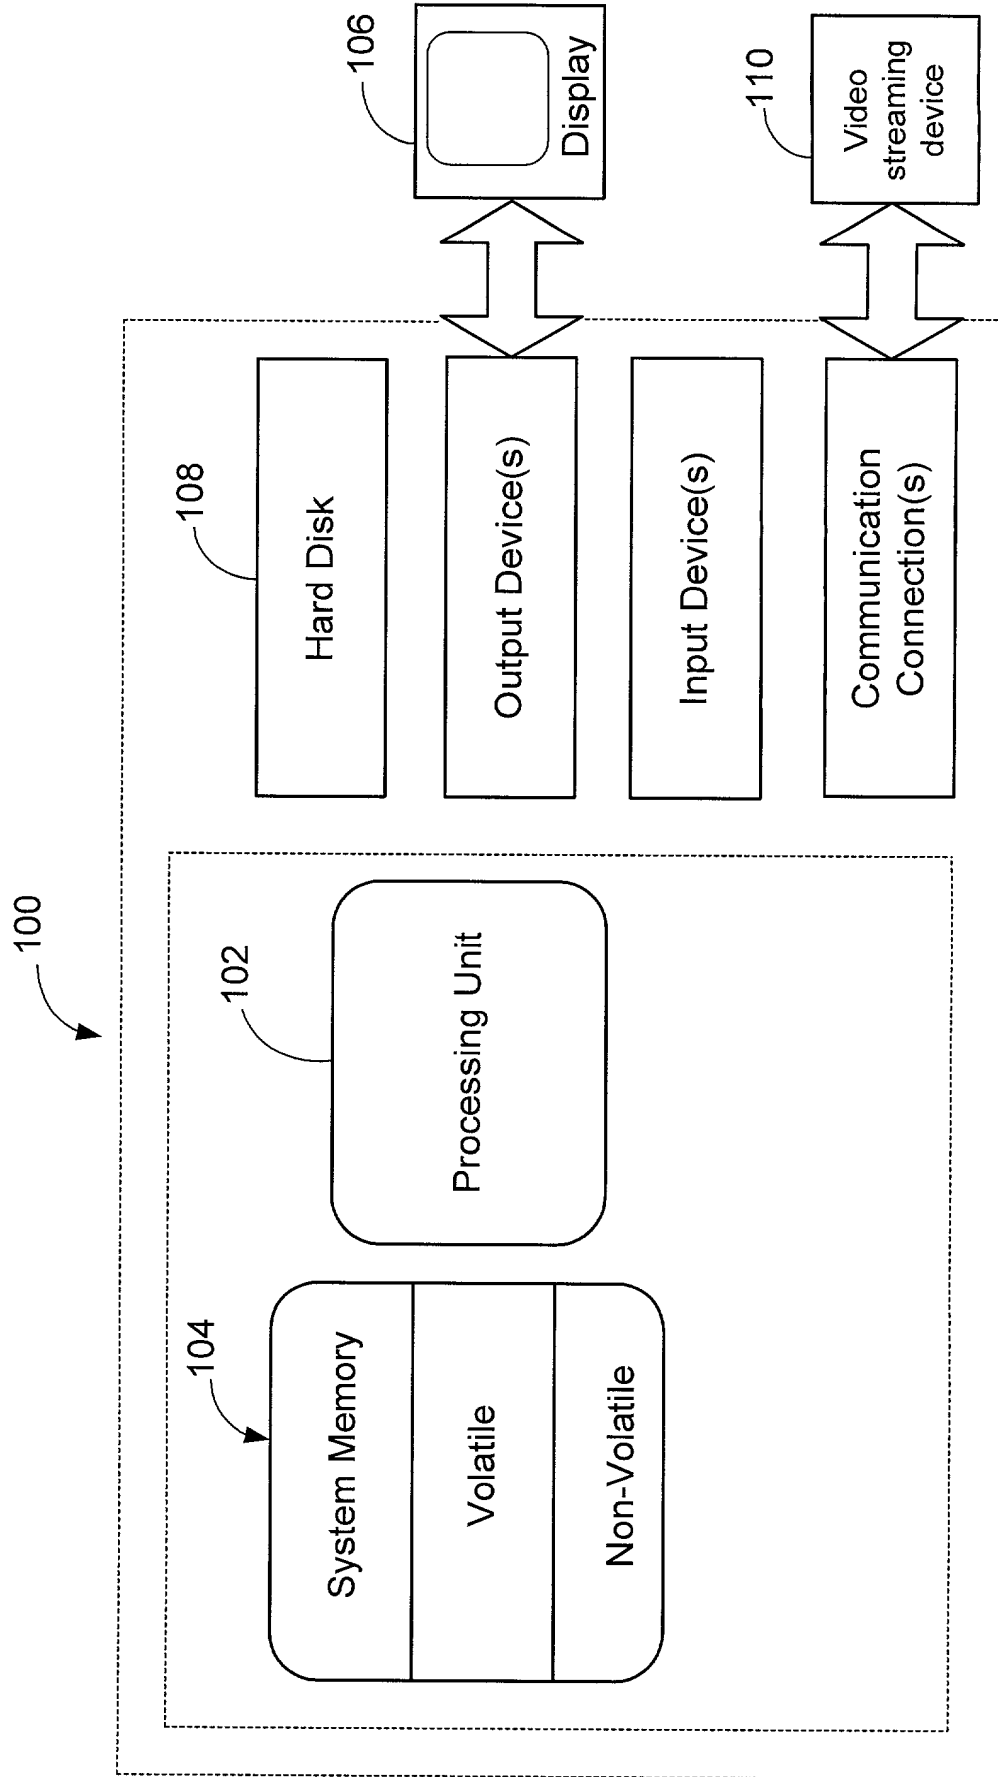 100
102
Processing Unit
104
System Memory
Volatile
Non-Volatile
108
Hard Disk
Output Device(s)
Input Device(s)
Communication
Connection(s)
106
Display
110
Video
streaming
device